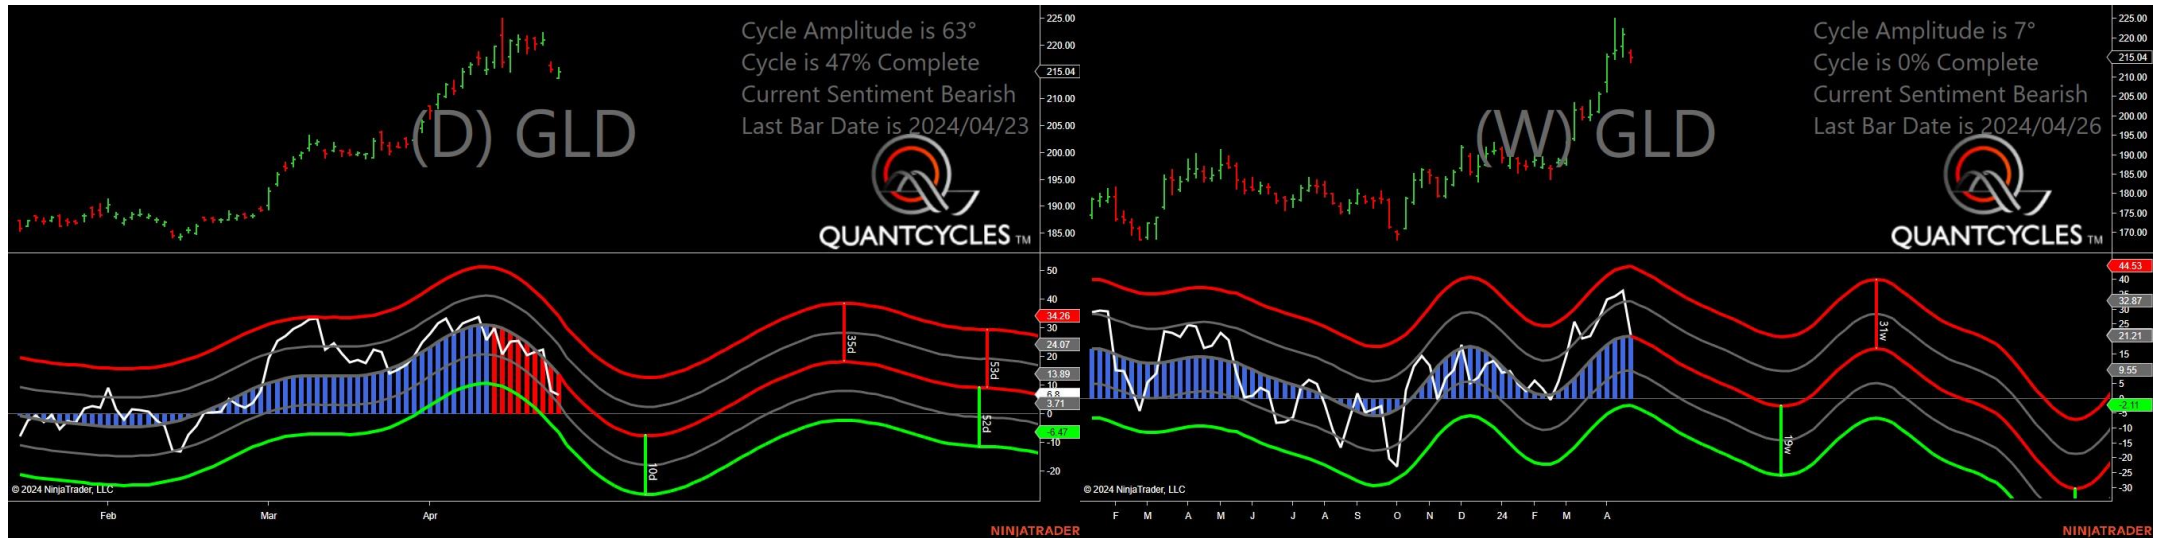 Cycle Amplitude is 63°
Cycle is 47% Complete
Current Sentiment Bearish
Last Bar Date is 2024/04/23
(D) GLD
QUANTCYCLES TM
225.00
220.00
215.04
210.00
205.00
200.00
195.00
190.00
185.00
50
40
34.26
30
24.07
20
13.89
10
6.8
3.71
0
-6.47
-10
-20
35d
53d
52d
10d
© 2024 NinjaTrader, LLC
Feb Mar Apr
NINJATRADER
Cycle Amplitude is 7°
Cycle is 0% Complete
Current Sentiment Bearish
Last Bar Date is 2024/04/26
(W) GLD
QUANTCYCLES TM
225.00
220.00
215.04
210.00
205.00
200.00
195.00
190.00
185.00
180.00
175.00
170.00
44.53
40
32.87
30
25
21.21
15
9.55
5
-2.11
-5
-10
-15
-20
-25
-30
31w
19w
© 2024 NinjaTrader, LLC
F M A M J J A S O N D 24 F M A
NINJATRADER